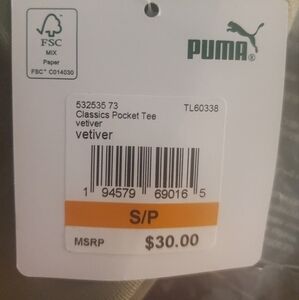 FSC
MIX
Paper
FSC® C014030
PUMA®
532535 73 TL60338
Classics Pocket Tee
vetiver
vetiver
1 94579 69016 5
S/P
MSRP $30.00